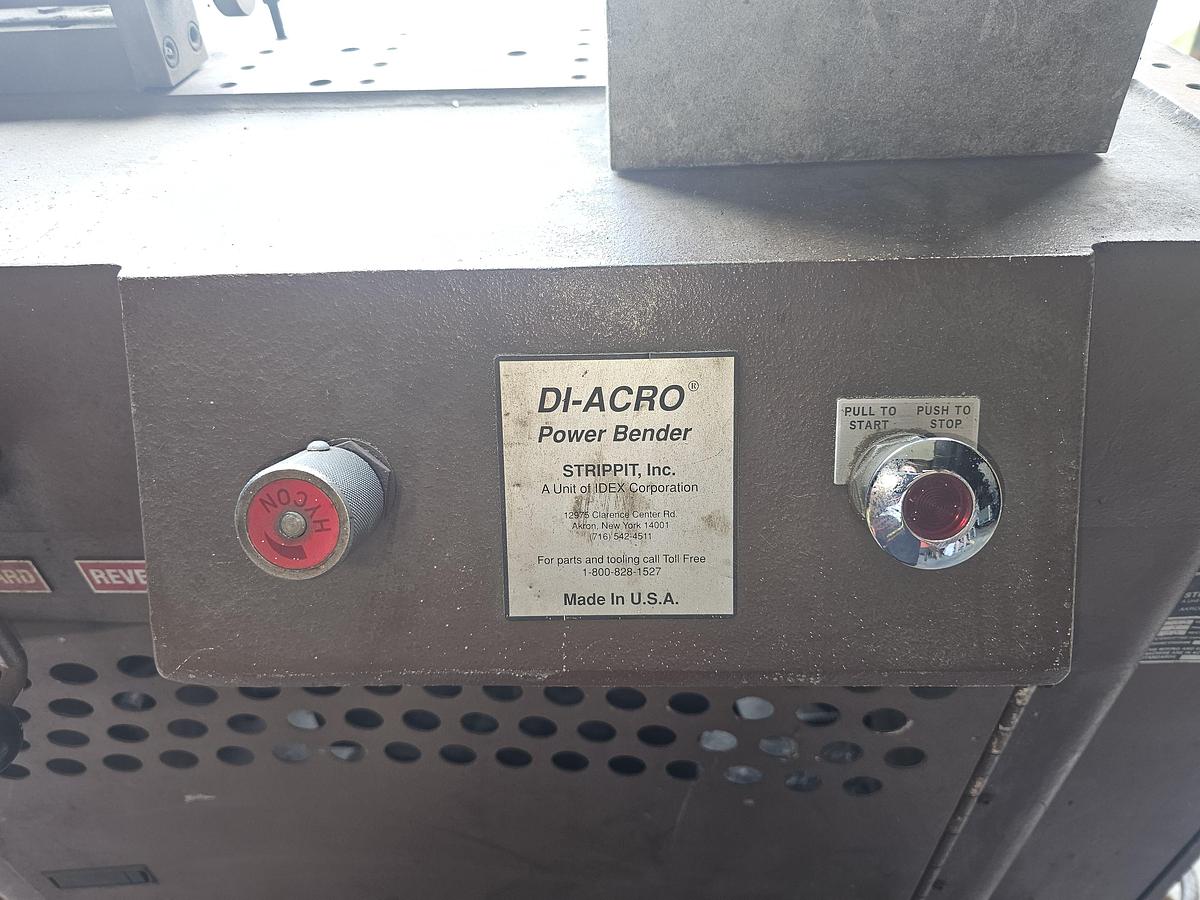 DI-ACRO®
Power Bender
STRIPPIT, Inc.
A Unit of IDEX Corporation
12975 Clarence Center Rd.
Akron, New York 14001
(716) 542-4511
For parts and tooling call Toll Free
1-800-828-1527
Made In U.S.A.
PULL TO PUSH TO
START STOP
HYCON
ARD
REVE